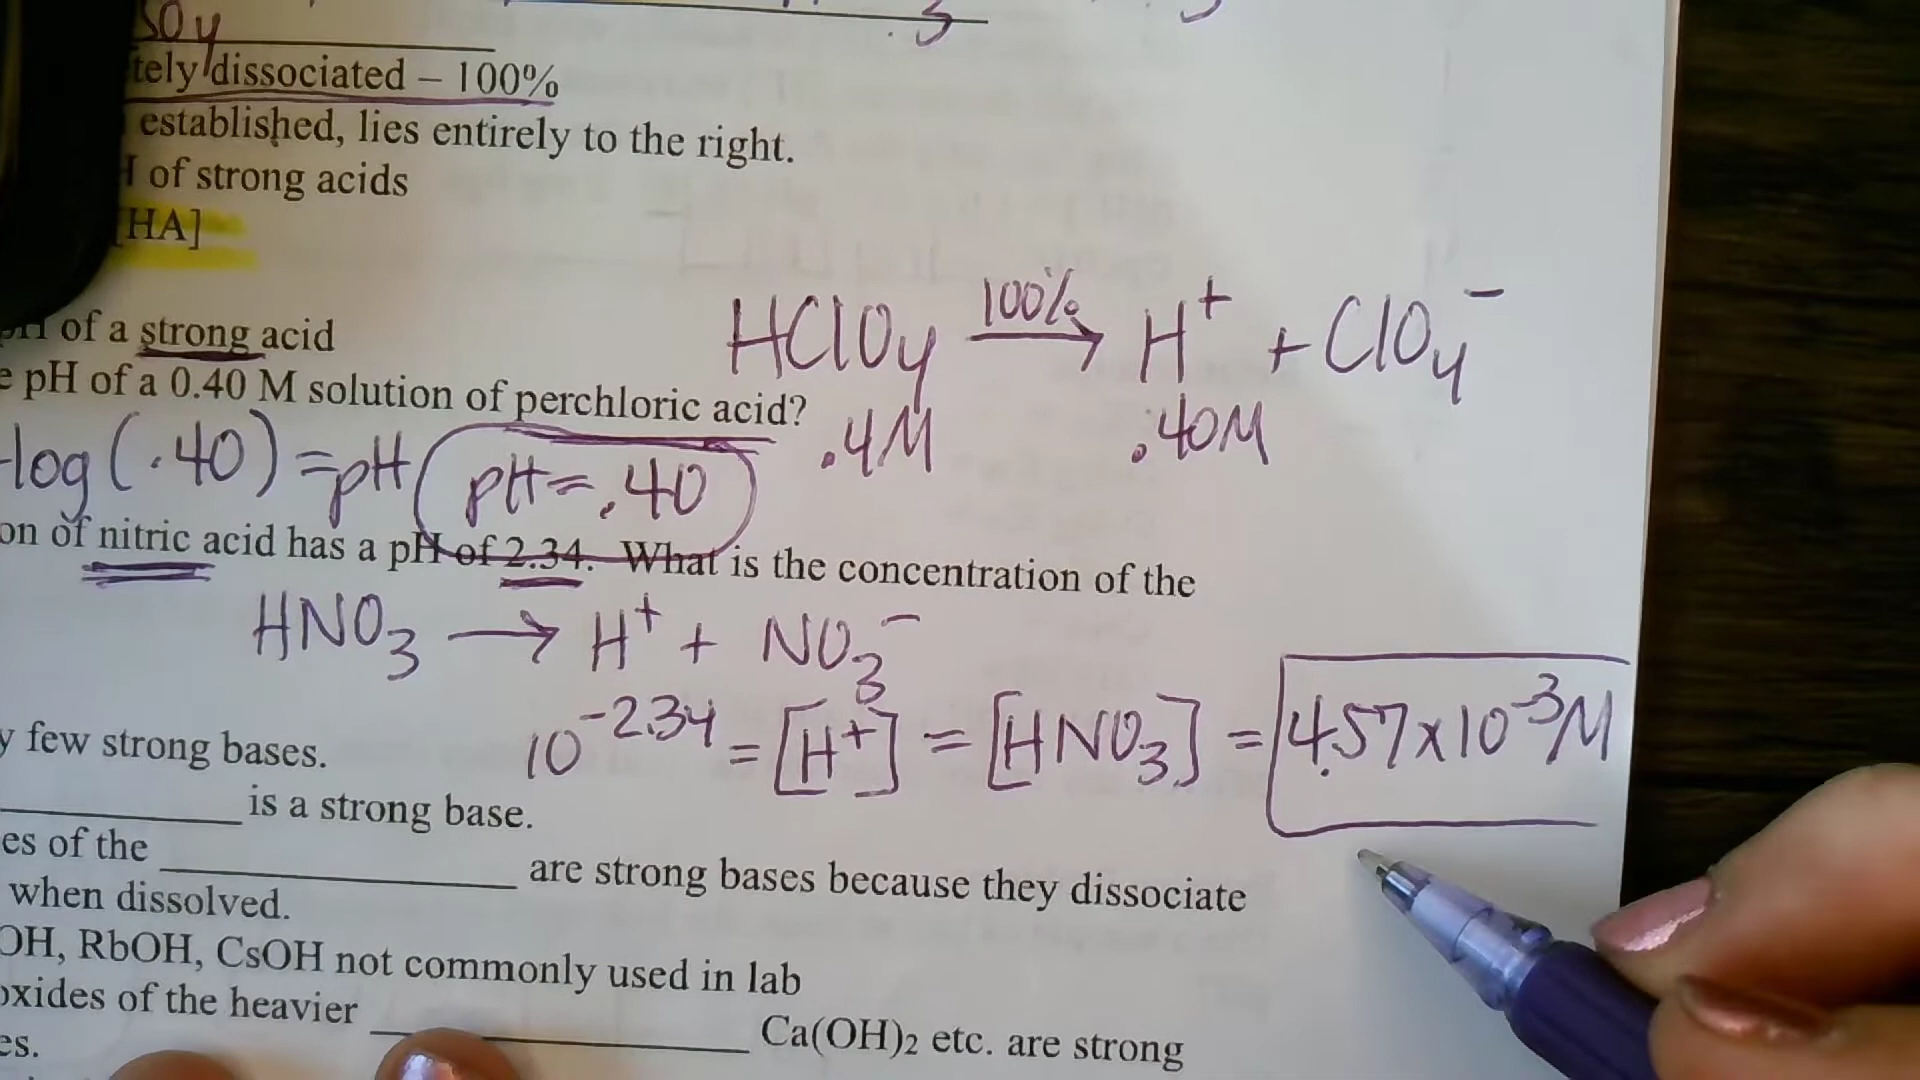 SO4
tely dissociated – 100%
established, lies entirely to the right.
H of strong acids
[HA]
HClO4 100% → H+ + ClO4−
pH of a strong acid
e pH of a 0.40 M solution of perchloric acid?
.4M .40M
-log(.40) = pH pH = .40
on of nitric acid has a pH of 2.34. What is the concentration of the
HNO3 → H+ + NO3−
10^-2.34 = [H+] = [HNO3] = 4.57x10^-3 M
y few strong bases.
__________ is a strong base.
es of the __________ are strong bases because they dissociate
when dissolved.
OH, RbOH, CsOH not commonly used in lab
oxides of the heavier __________ Ca(OH)2 etc. are strong
es.